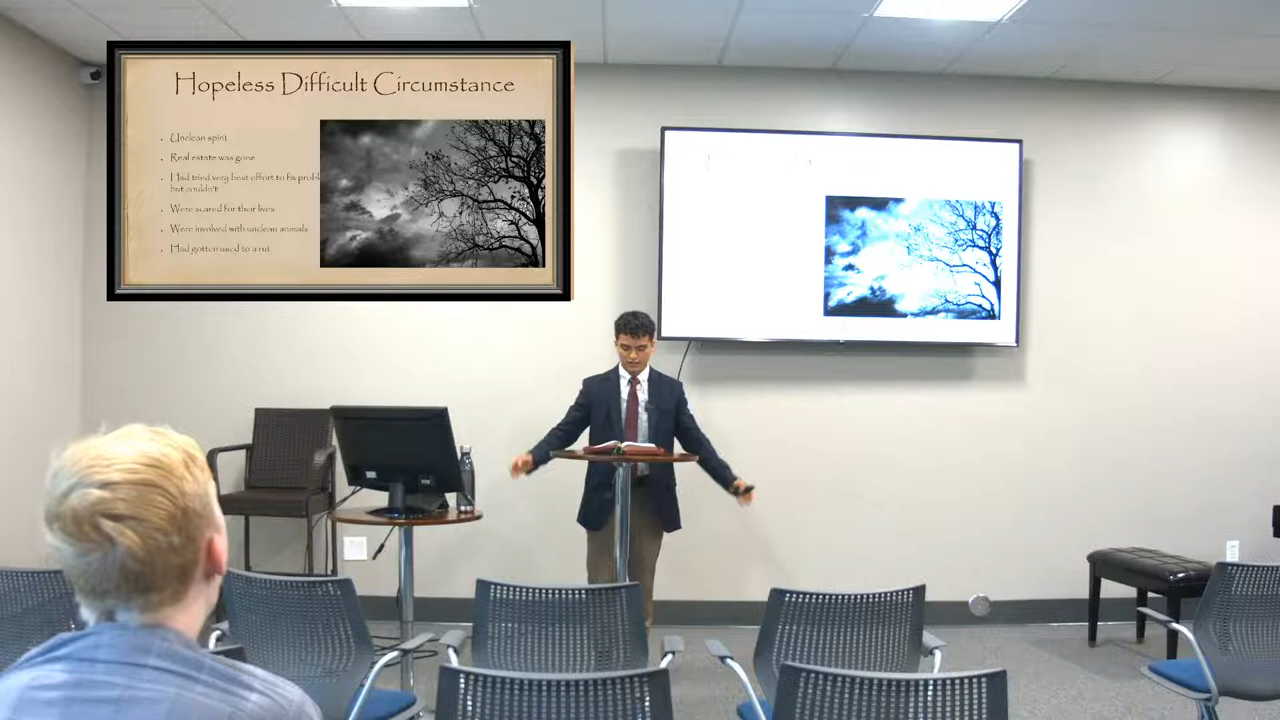 Hopeless Difficult Circumstance
. Unclean spirit
. Real estate was gone
. Had tried very best effort to fix probl
but couldn't
. Were scared for their lives
. Were involved with unclean animals
. Had gotten used to a rut